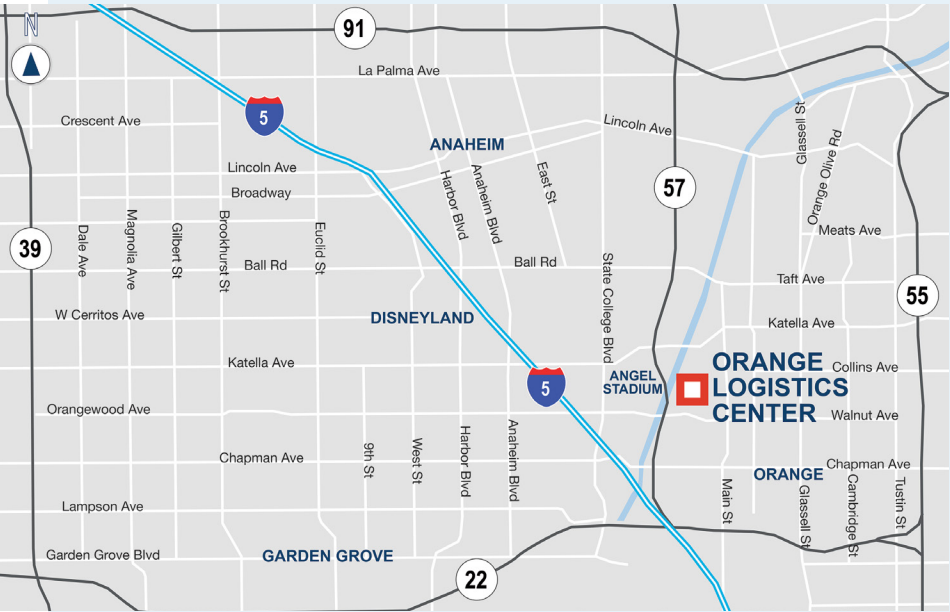 N
91
La Palma Ave
5
Crescent Ave
Lincoln Ave
ANAHEIM
Glassell St
Orange Olive Rd
Lincoln Ave
Broadway
Harbor Blvd
Anaheim Blvd
East St
57
39
Dale Ave
Magnolia Ave
Gilbert St
Brookhurst St
Euclid St
Meats Ave
Ball Rd
Ball Rd
State College Blvd
Taft Ave
55
W Cerritos Ave
DISNEYLAND
Katella Ave
Katella Ave
5
ANGEL
STADIUM
ORANGE
LOGISTICS
CENTER
Collins Ave
Orangewood Ave
Walnut Ave
Chapman Ave
9th St
West St
Harbor Blvd
Anaheim Blvd
Chapman Ave
ORANGE
Main St
Glassell St
Cambridge St
Tustin St
Lampson Ave
Garden Grove Blvd
GARDEN GROVE
22